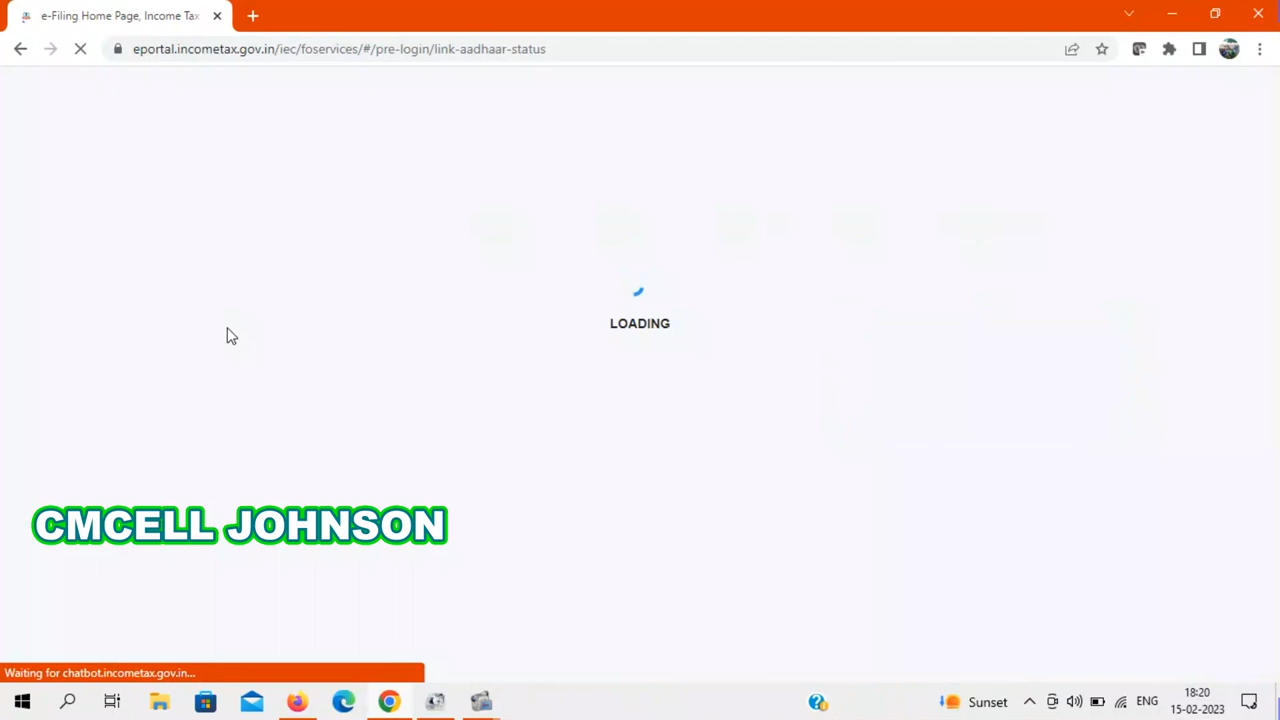 e-Filing Home Page, Income Tax
eportal.incometax.gov.in/iec/foservices/#/pre-login/link-aadhaar-status
LOADING
CMCELL JOHNSON
Waiting for chatbot.incometax.gov.in...
Sunset
ENG
18:20
15-02-2023